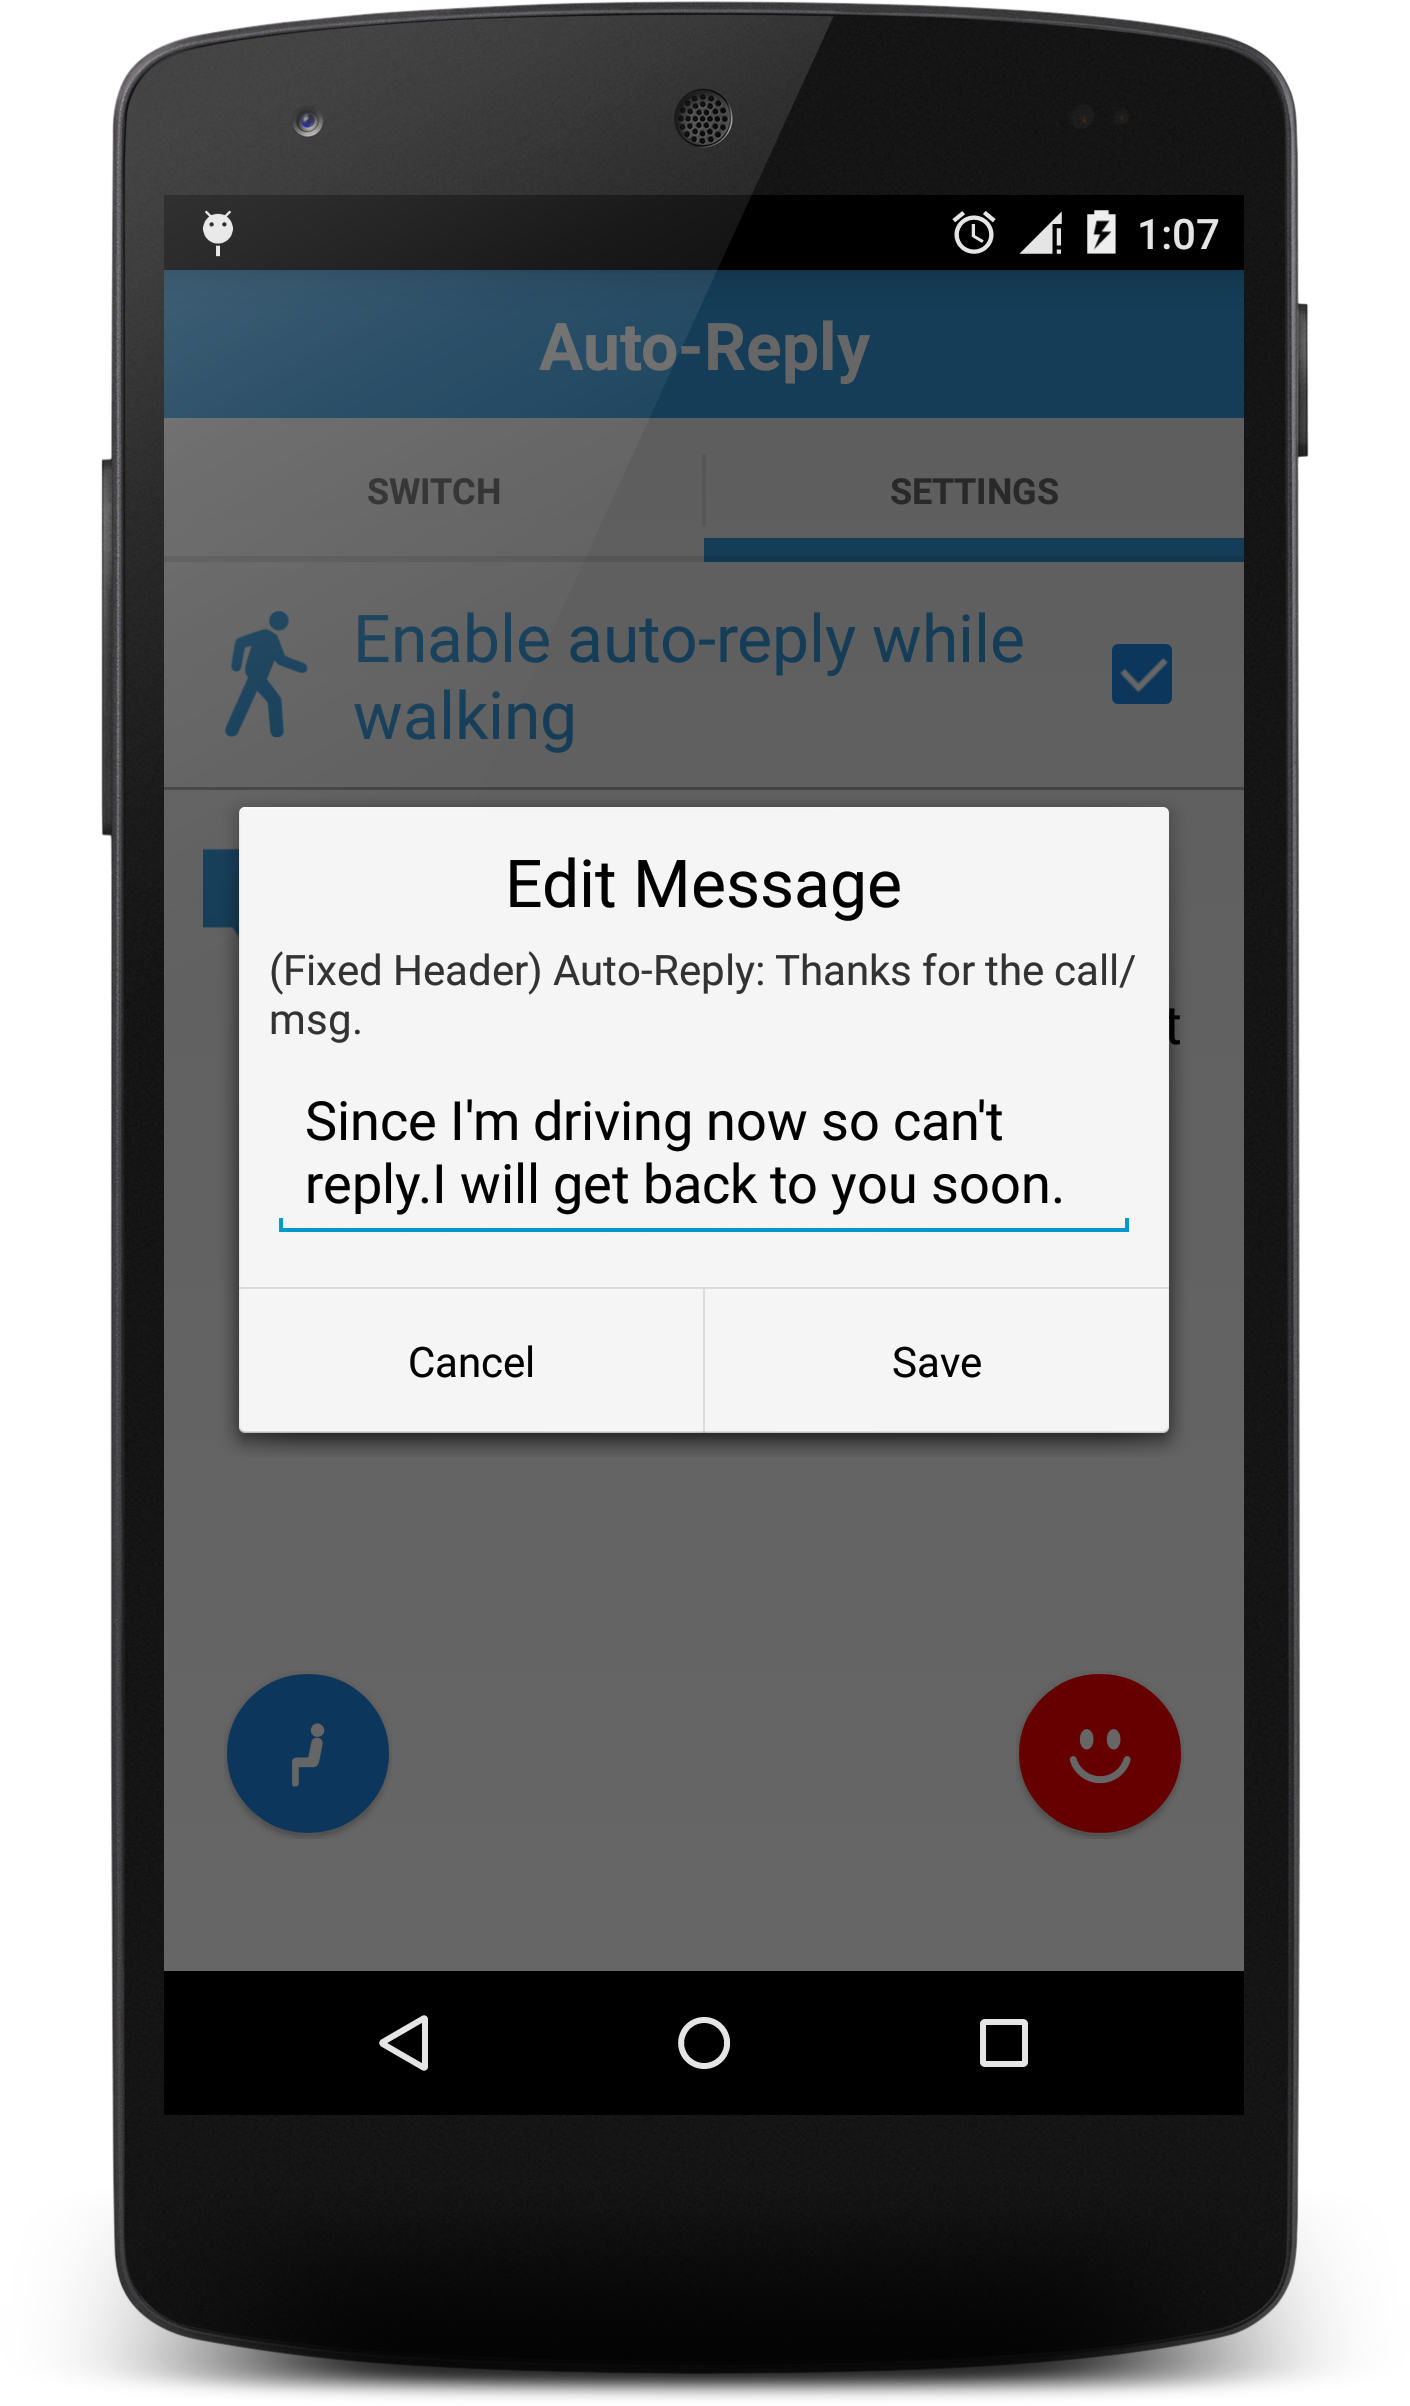 1:07
Auto-Reply
SWITCH
SETTINGS
Enable auto-reply while
walking
Edit Message
(Fixed Header) Auto-Reply: Thanks for the call/
msg.
t
Since I'm driving now so can't
reply.I will get back to you soon.
Cancel
Save